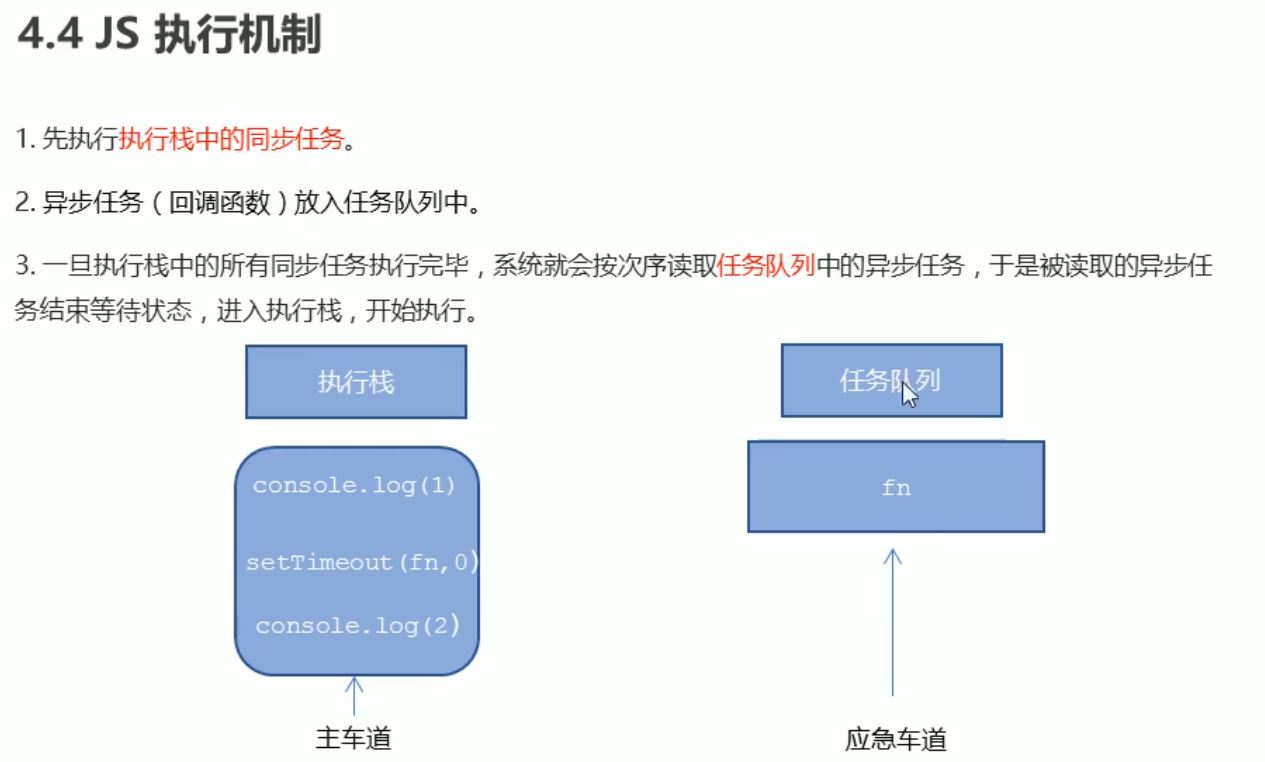 4.4 JS 执行机制
1. 先执行执行栈中的同步任务。
2. 异步任务（回调函数）放入任务队列中。
3. 一旦执行栈中的所有同步任务执行完毕，系统就会按次序读取任务队列中的异步任务，于是被读取的异步任
务结束等待状态，进入执行栈，开始执行。
执行栈
任务队列
console.log(1)
fn
setTimeout(fn,0)
console.log(2)
主车道
应急车道